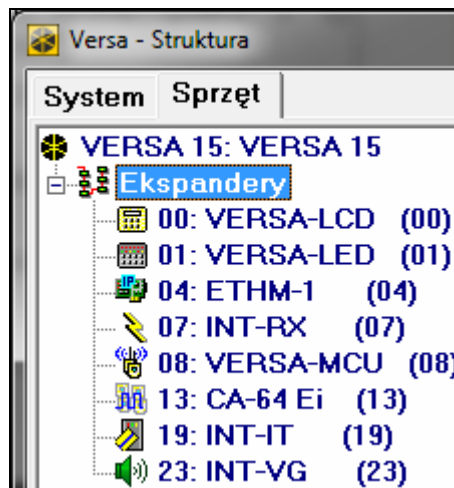 Versa - Struktura
System Sprzęt
VERSA 15: VERSA 15
Ekspandery
00: VERSA-LCD (00)
01: VERSA-LED (01)
04: ETHM-1 (04)
07: INT-RX (07)
08: VERSA-MCU (08)
13: CA-64 Ei (13)
19: INT-IT (19)
23: INT-VG (23)